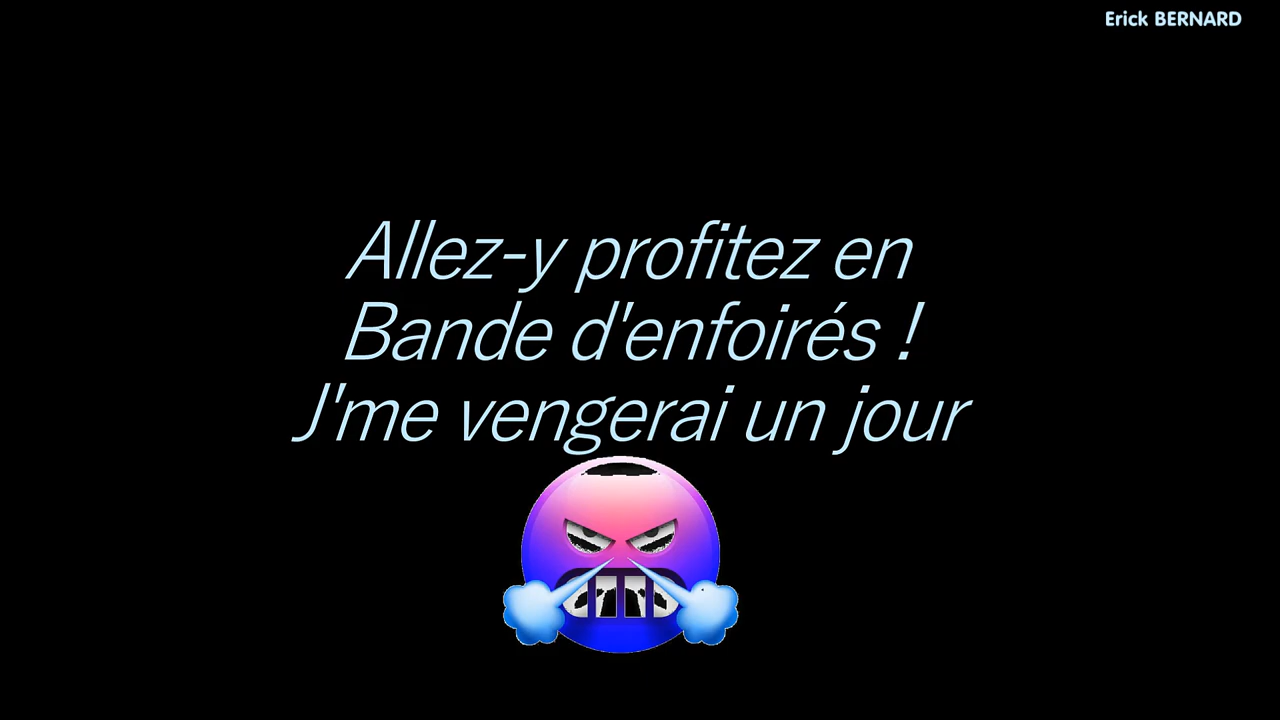 Erick BERNARD
Allez-y profitez en
Bande d'enfoirés !
J'me vengerai un jour